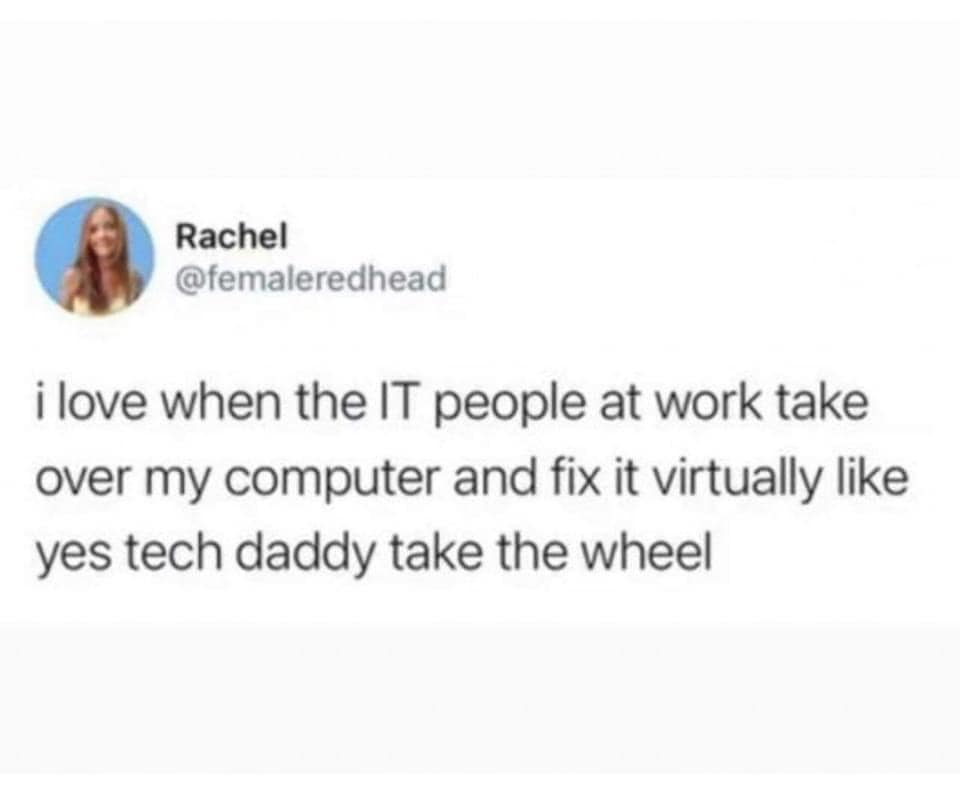 Rachel
@femaleredhead
i love when the IT people at work take
over my computer and fix it virtually like
yes tech daddy take the wheel